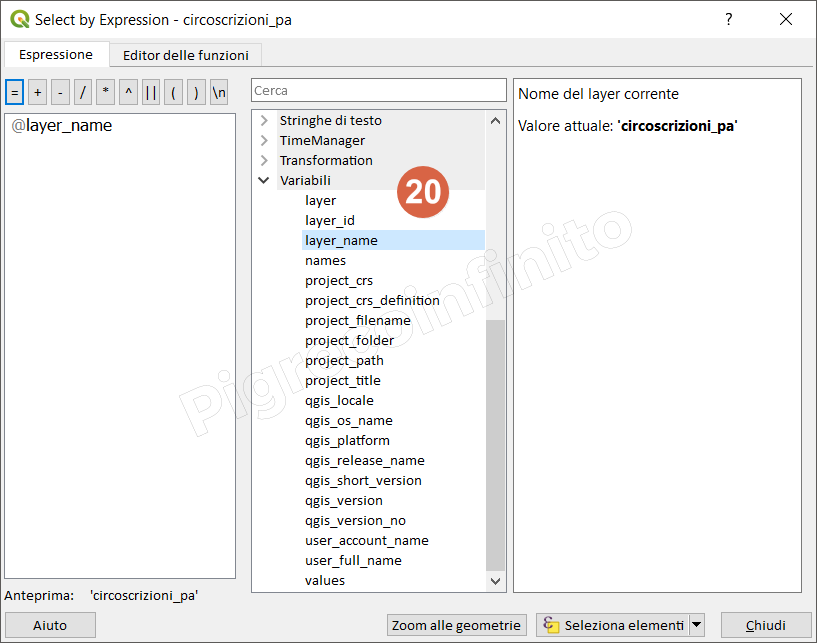 Select by Expression - circoscrizioni_pa
?
Espressione
Editor delle funzioni
= + - / * ^ || ( ) \n
@layer_name
Cerca
Stringhe di testo
TimeManager
Transformation
Variabili
layer
layer_id
layer_name
names
project_crs
project_crs_definition
project_filename
project_folder
project_path
project_title
qgis_locale
qgis_os_name
qgis_platform
qgis_release_name
qgis_short_version
qgis_version
qgis_version_no
user_account_name
user_full_name
values
20
Nome del layer corrente
Valore attuale: 'circoscrizioni_pa'
Pigrecoinfinito
Anteprima: 'circoscrizioni_pa'
Aiuto
Zoom alle geometrie
Seleziona elementi
Chiudi